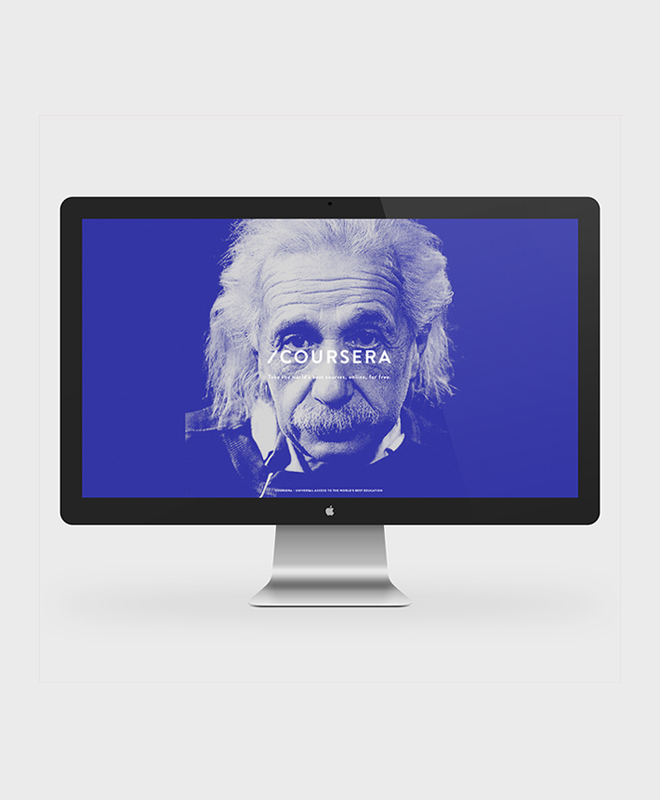 /COURSERA
Take the world's best courses, online, for free.
COURSERA - UNIVERSAL ACCESS TO THE WORLD'S BEST EDUCATION